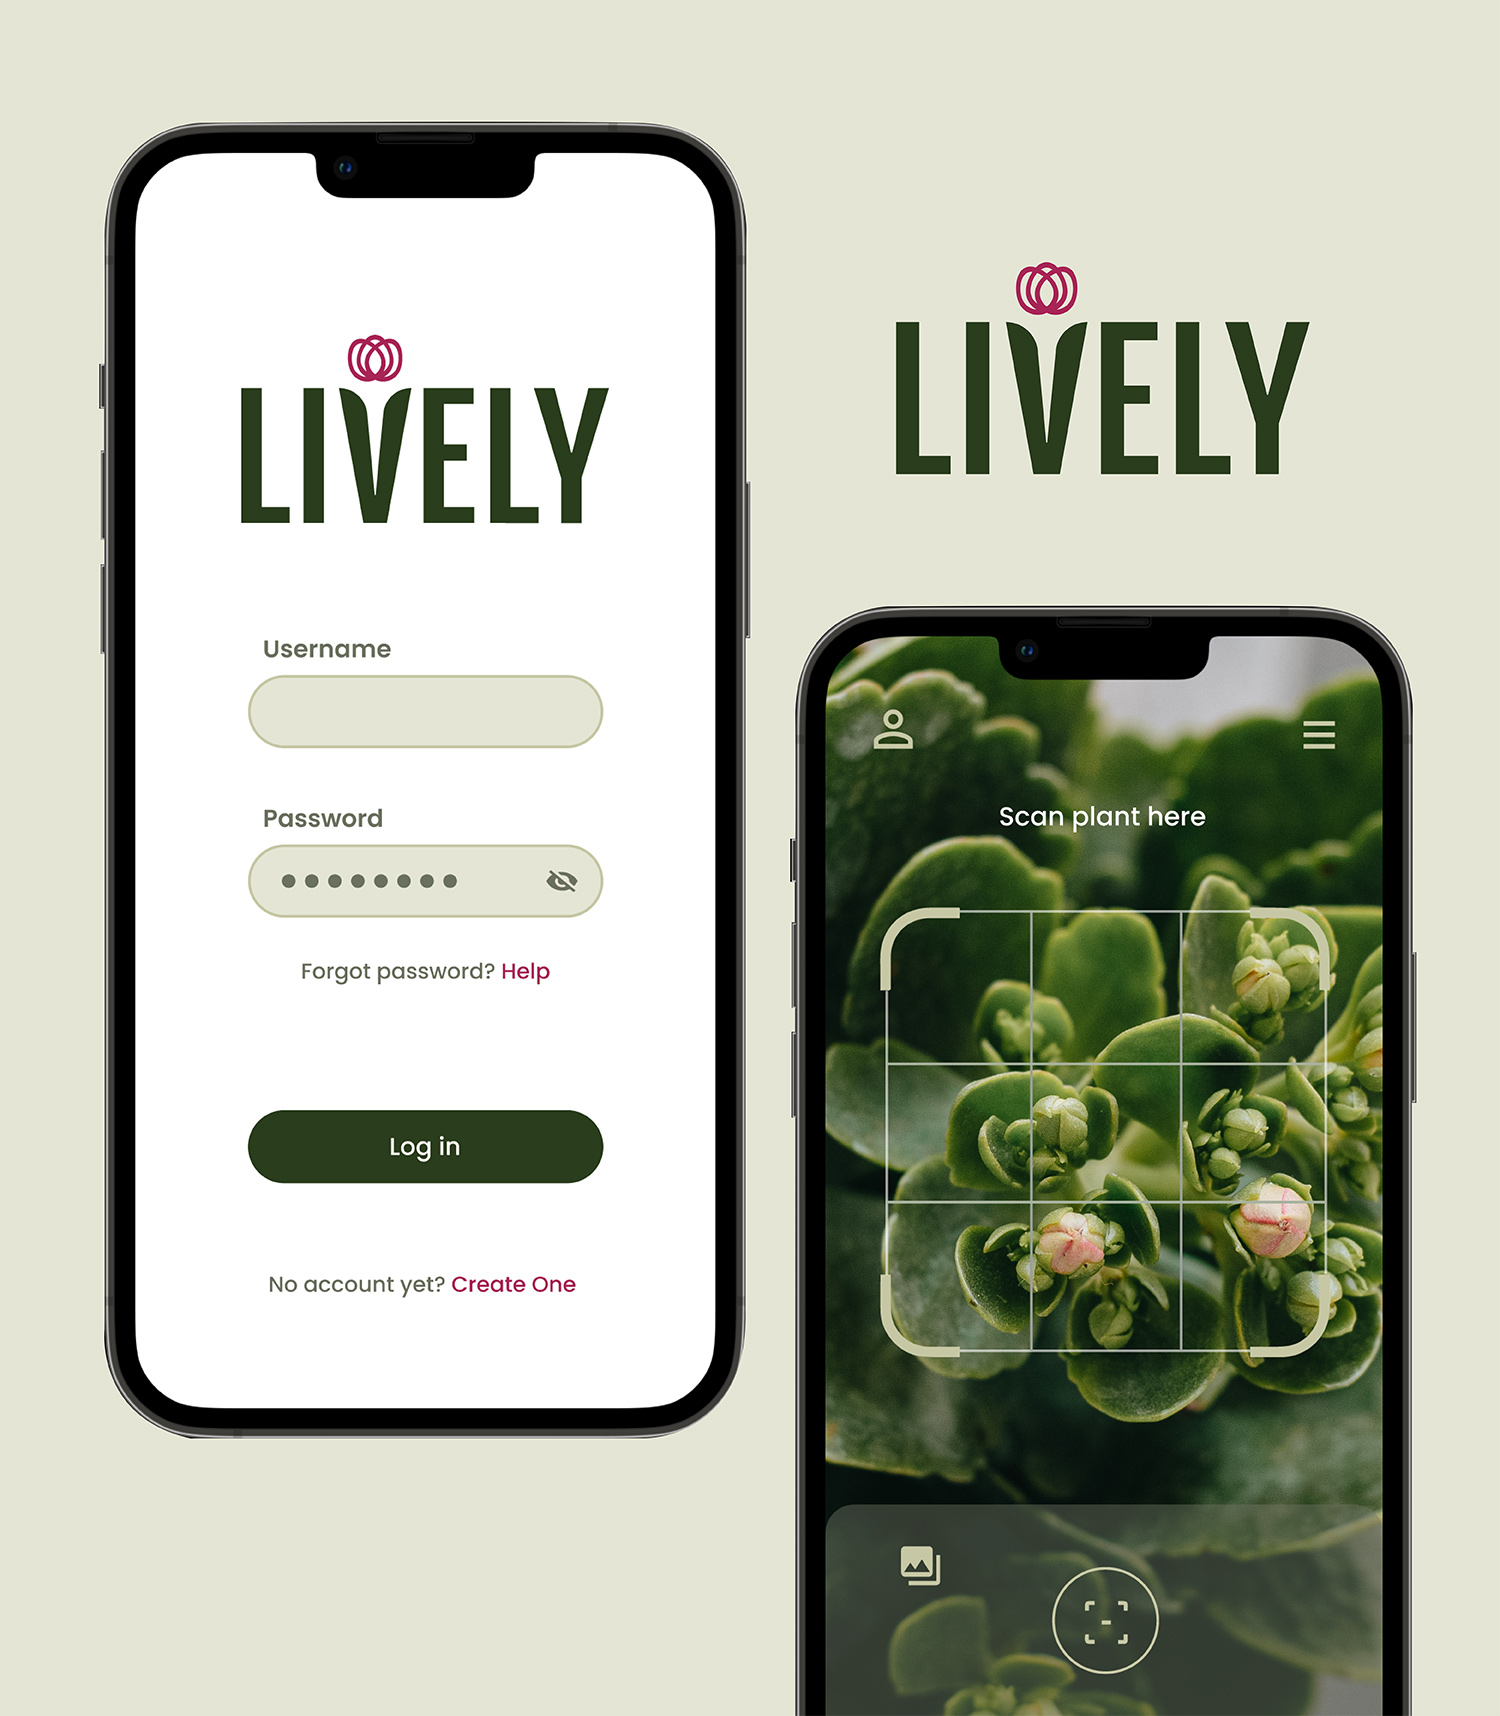 LIVELY
Username
Password
Forgot password? Help
Log in
No account yet? Create One
LIVELY
Scan plant here